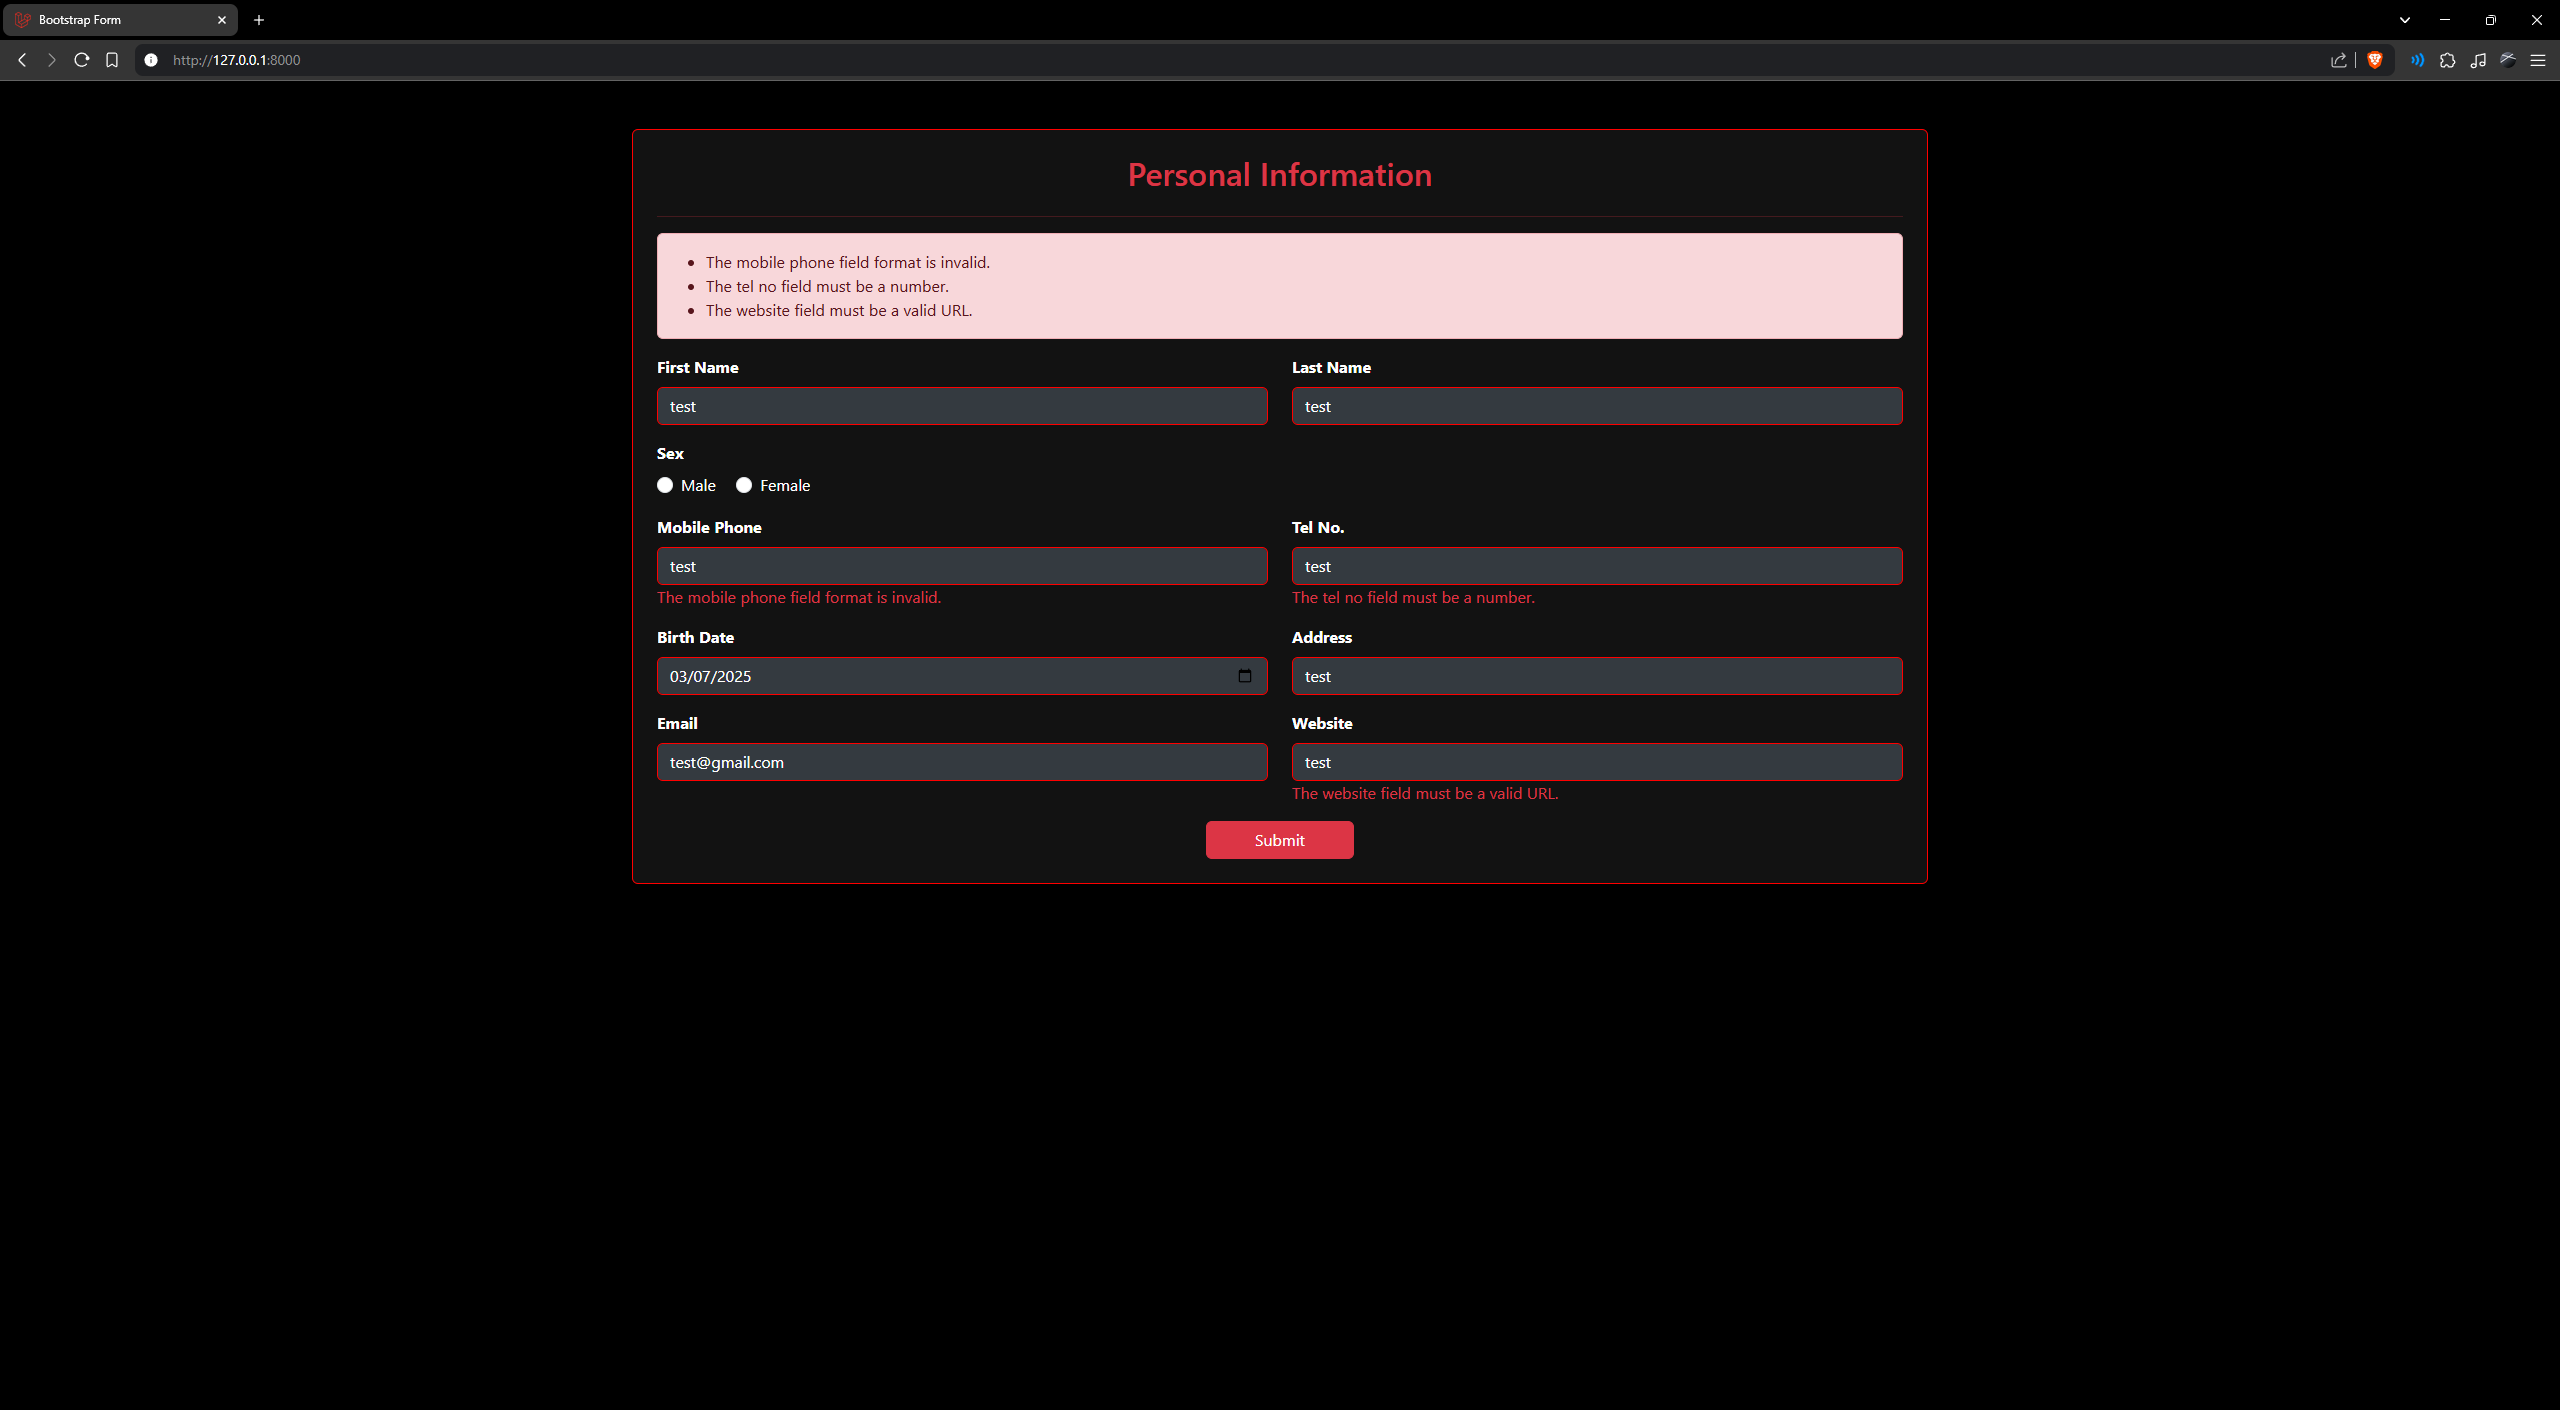 Bootstrap Form
http://127.0.0.1:8000
Personal Information
The mobile phone field format is invalid.
The tel no field must be a number.
The website field must be a valid URL.
First Name
Last Name
test
test
Sex
Male
Female
Mobile Phone
Tel No.
test
test
The mobile phone field format is invalid.
The tel no field must be a number.
Birth Date
Address
03/07/2025
test
Email
Website
test@gmail.com
test
The website field must be a valid URL.
Submit